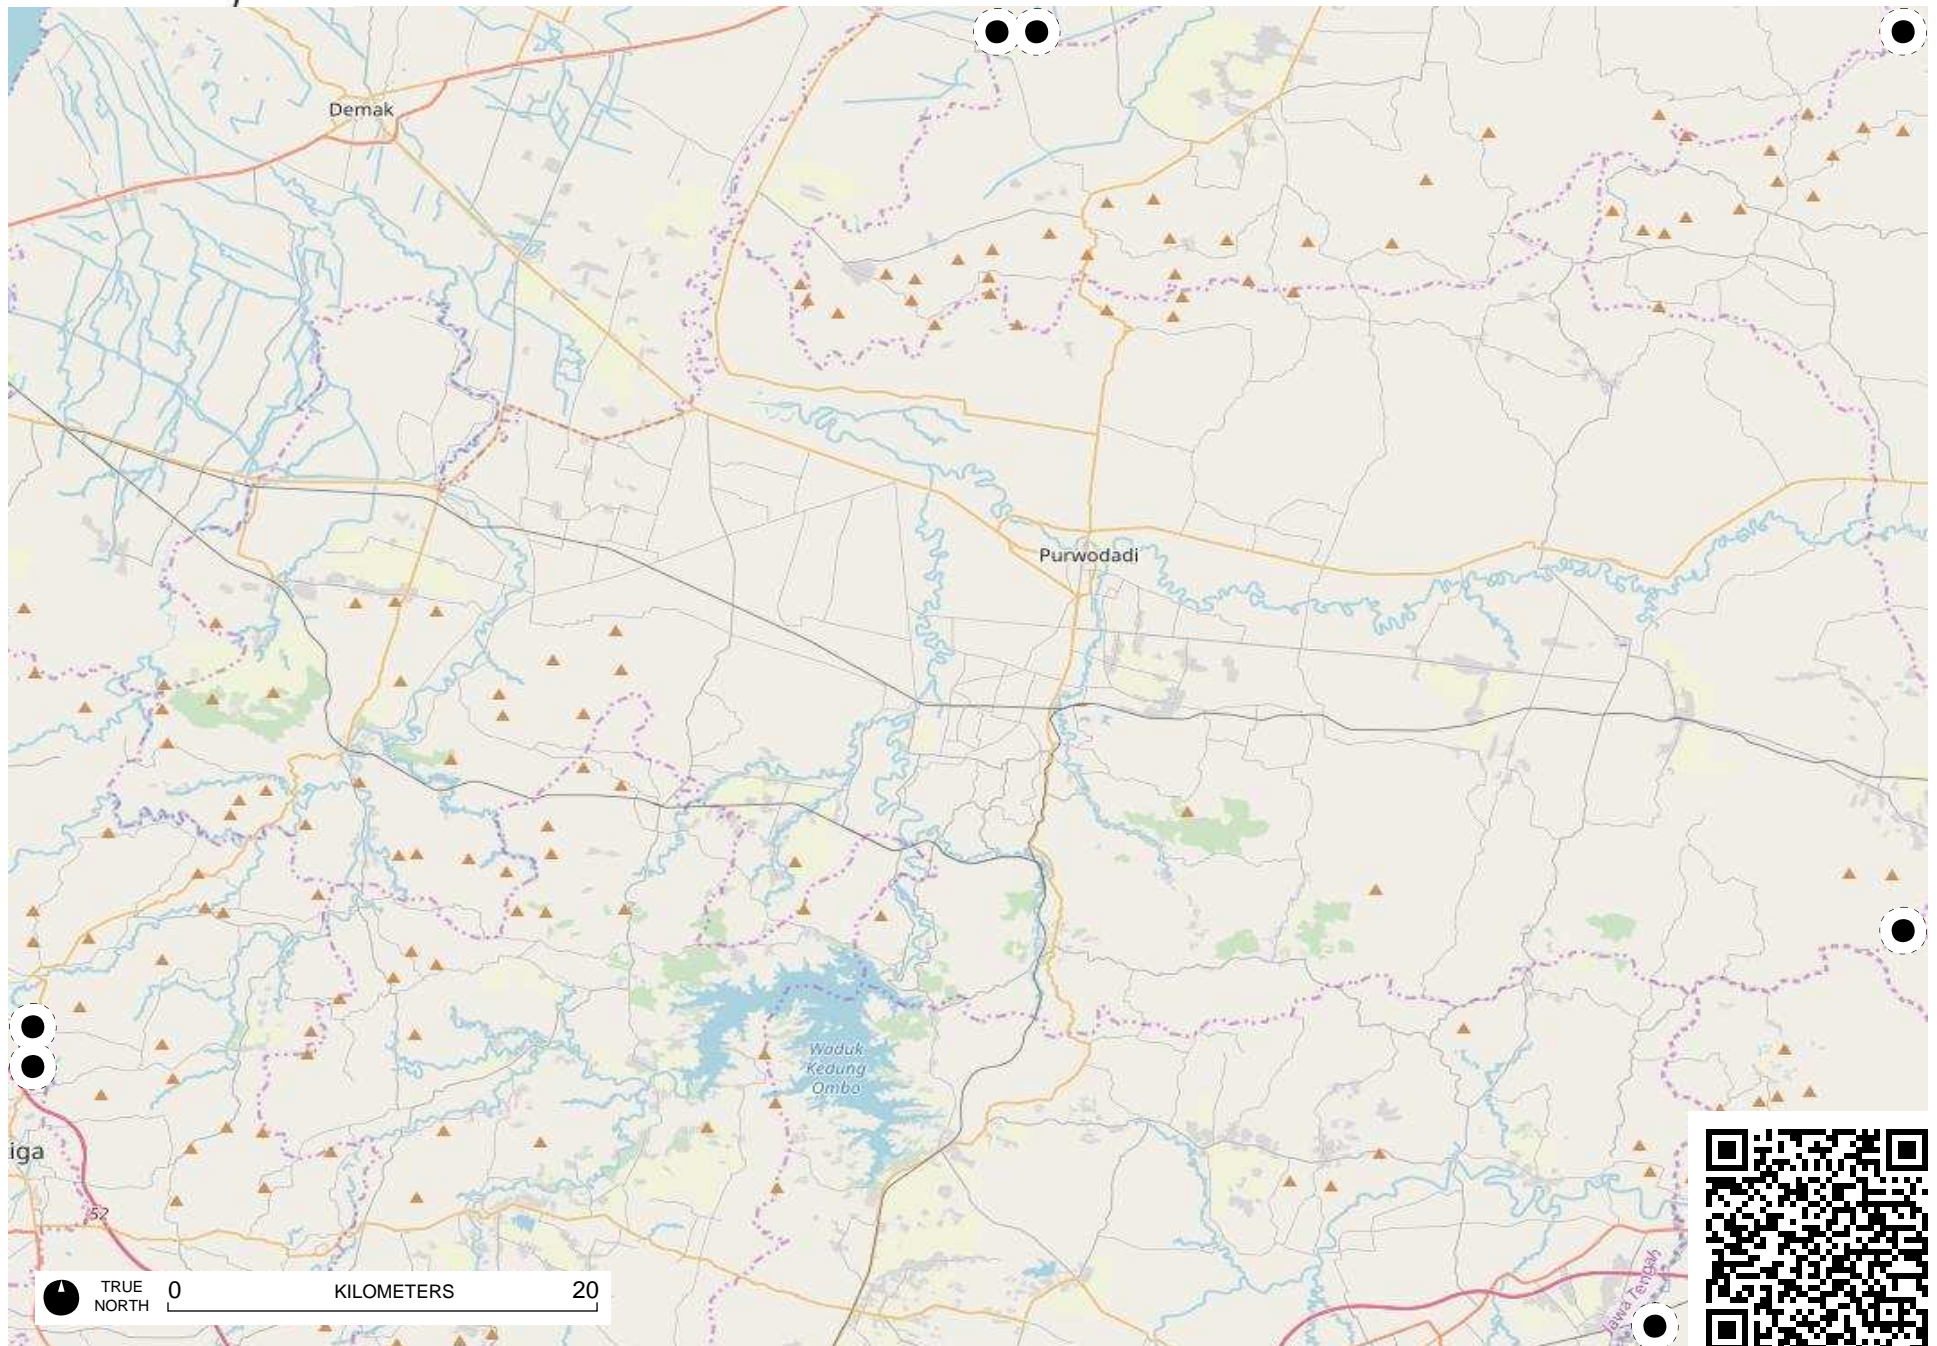 Demak
Purwodadi
Waduk
Kedung
Ombo
iga
52
Jawa Tengah
TRUE
NORTH
0
KILOMETERS
20